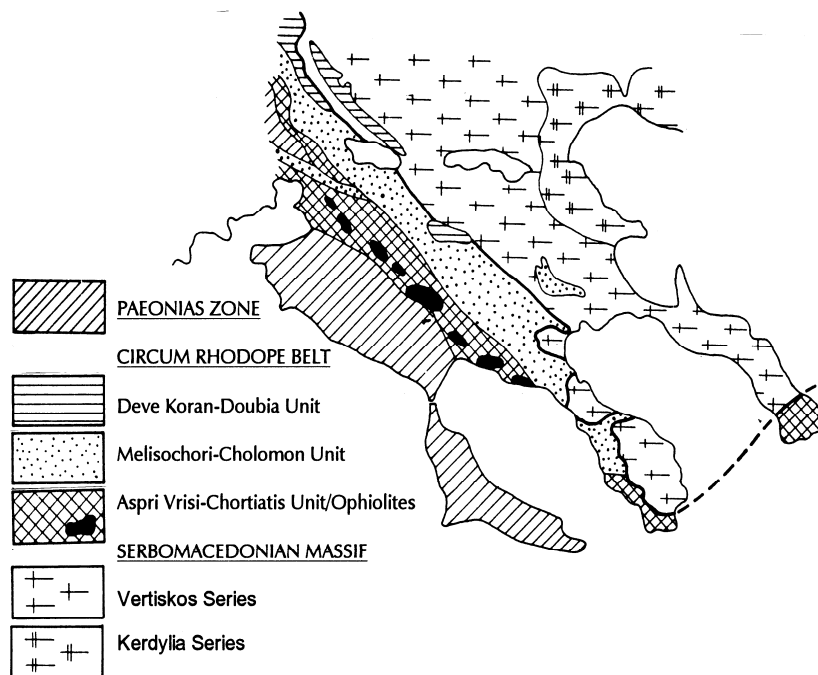 PAEONIAS ZONE
CIRCUM RHODOPE BELT
Deve Koran-Doubia Unit
Melisochori-Cholomon Unit
Aspri Vrisi-Chortiatis Unit/Ophiolites
SERBOMACEDONIAN MASSIF
Vertiskos Series
Kerdylia Series